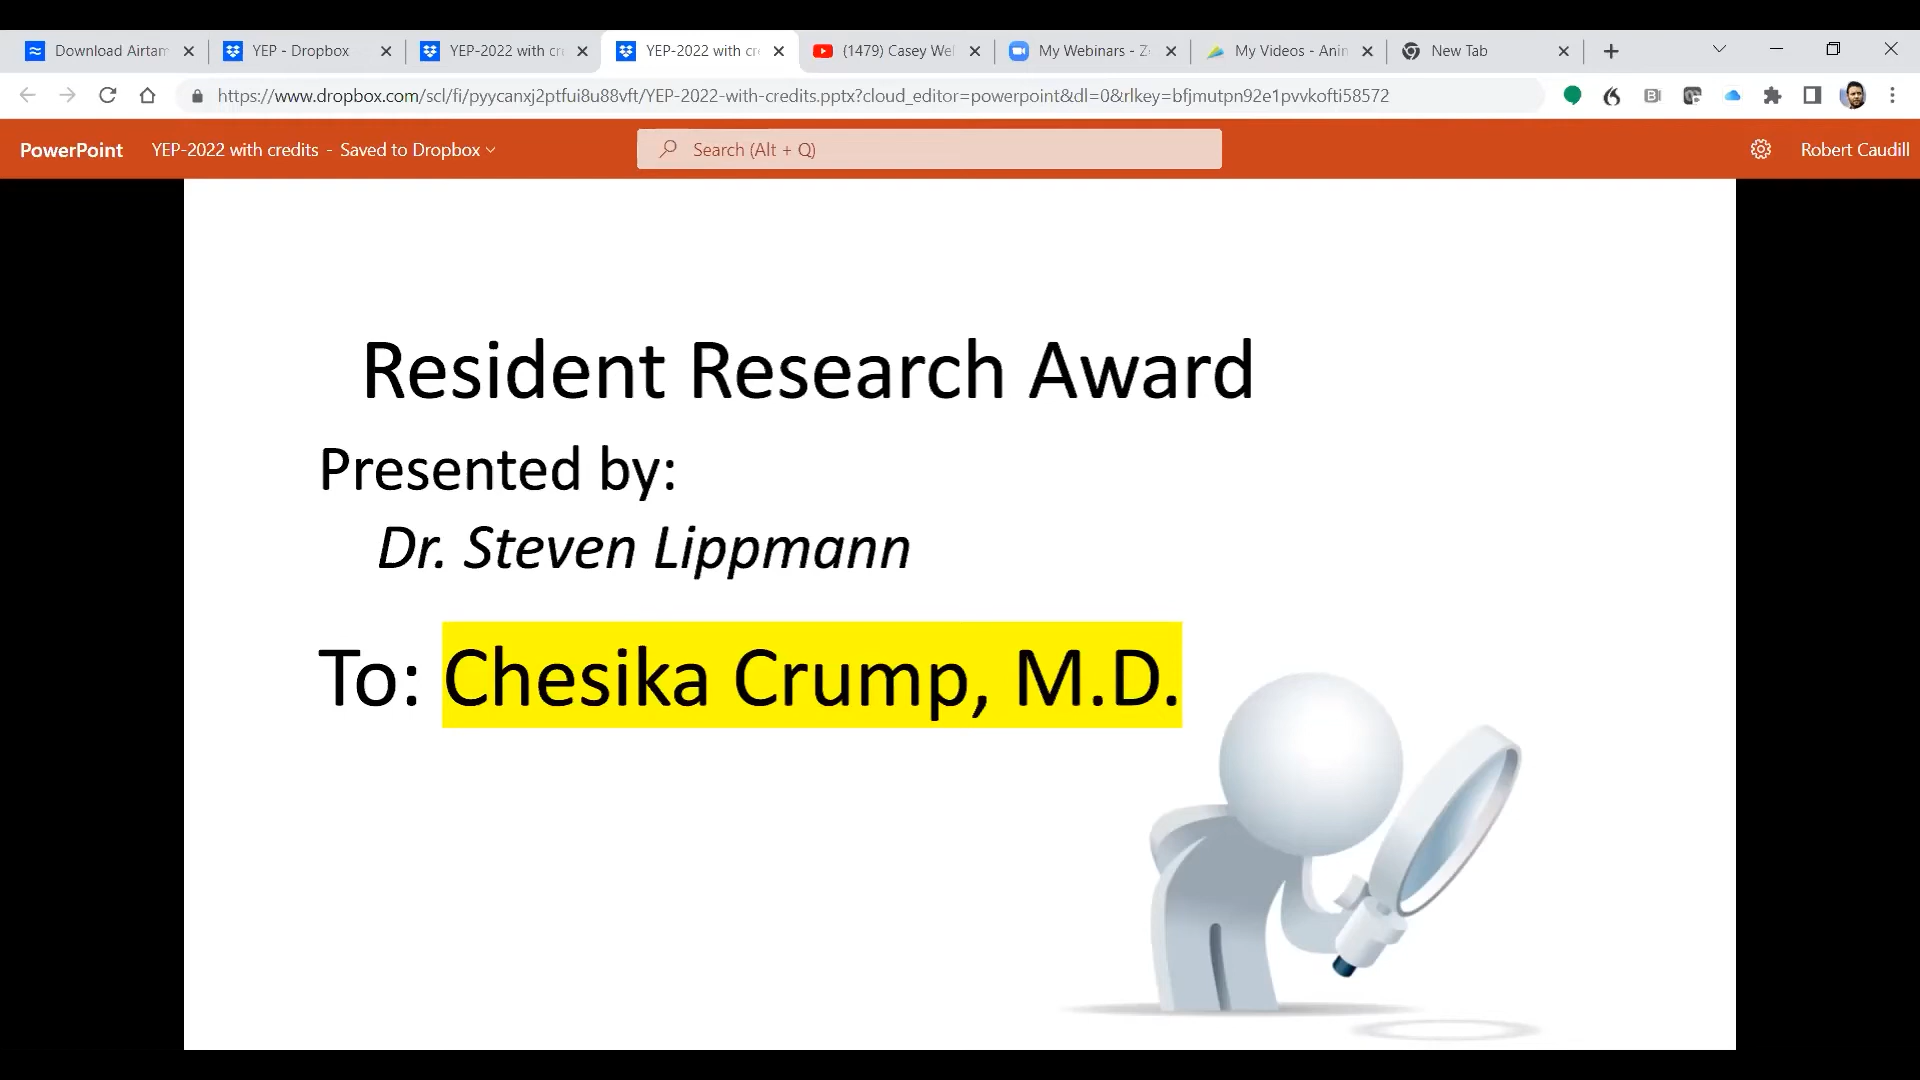 Download Airtam
YEP - Dropbox
YEP-2022 with cr
YEP-2022 with cr
(1479) Casey Wel
My Webinars - Z
My Videos - Anin
New Tab
https://www.dropbox.com/scl/fi/pyycanxj2ptfui8u88vft/YEP-2022-with-credits.pptx?cloud_editor=powerpoint&dl=0&rlkey=bfjmutpn92e1pvvkofti58572
PowerPoint
YEP-2022 with credits - Saved to Dropbox
Search (Alt + Q)
Robert Caudill
Resident Research Award
Presented by:
Dr. Steven Lippmann
To: Chesika Crump, M.D.